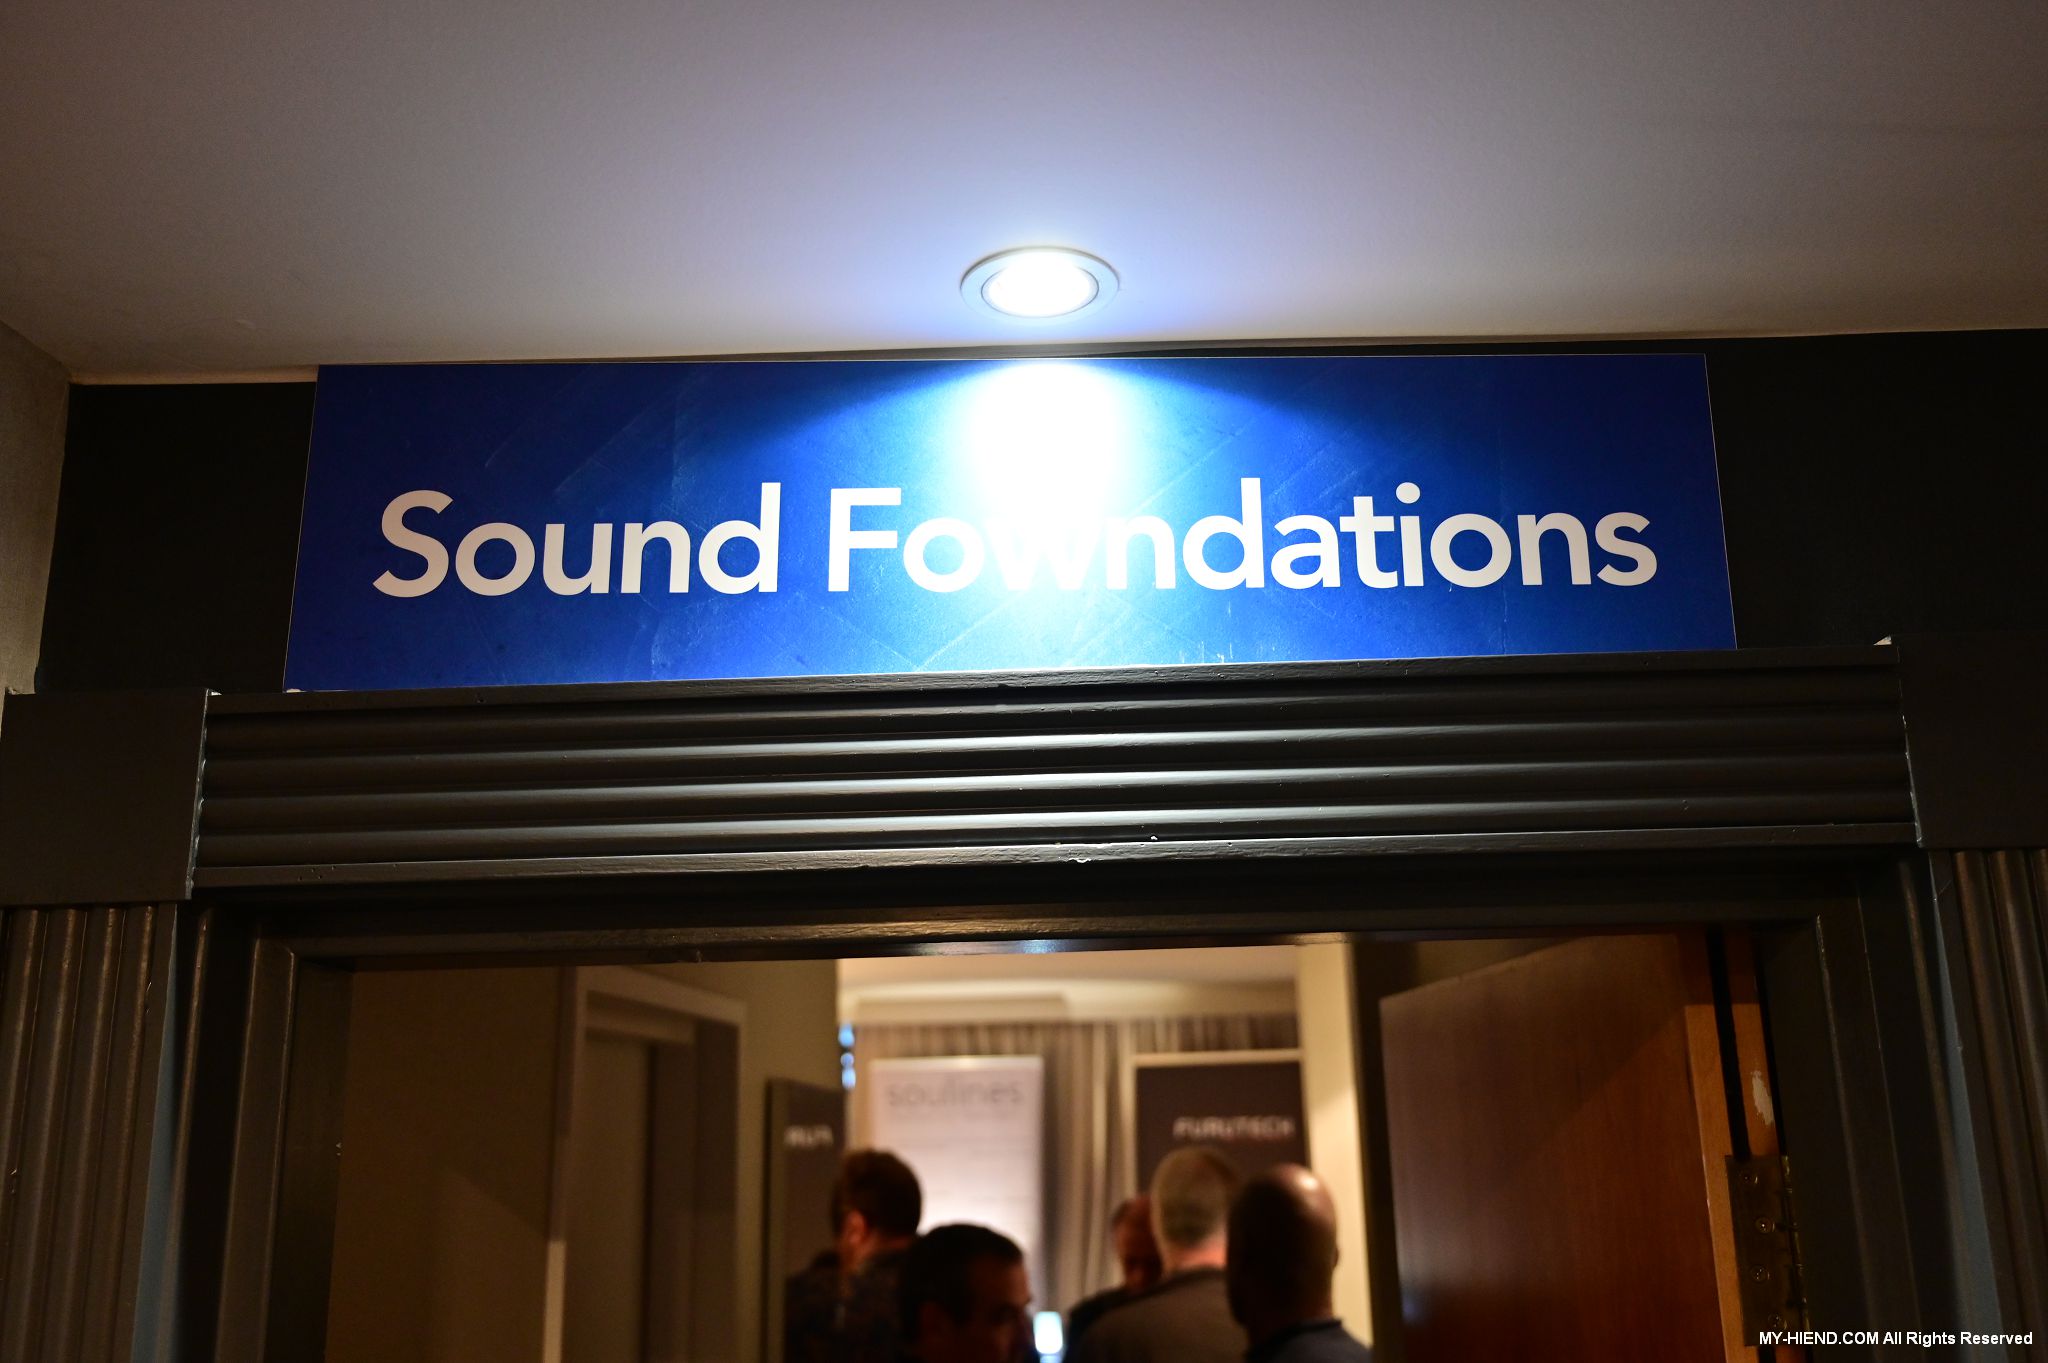 Sound Fowndations
soulines
FURUTECH
MY-HIEND.COM All Rights Reserved